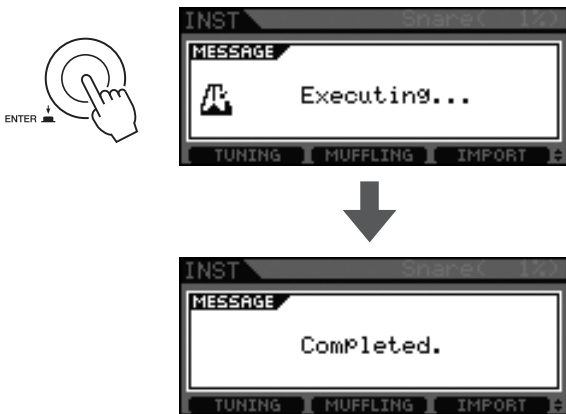 INST Snare( 1%)
MESSAGE
Executing...
ENTER
TUNING MUFFLING IMPORT
INST Snare( 1%)
MESSAGE
Completed.
TUNING MUFFLING IMPORT